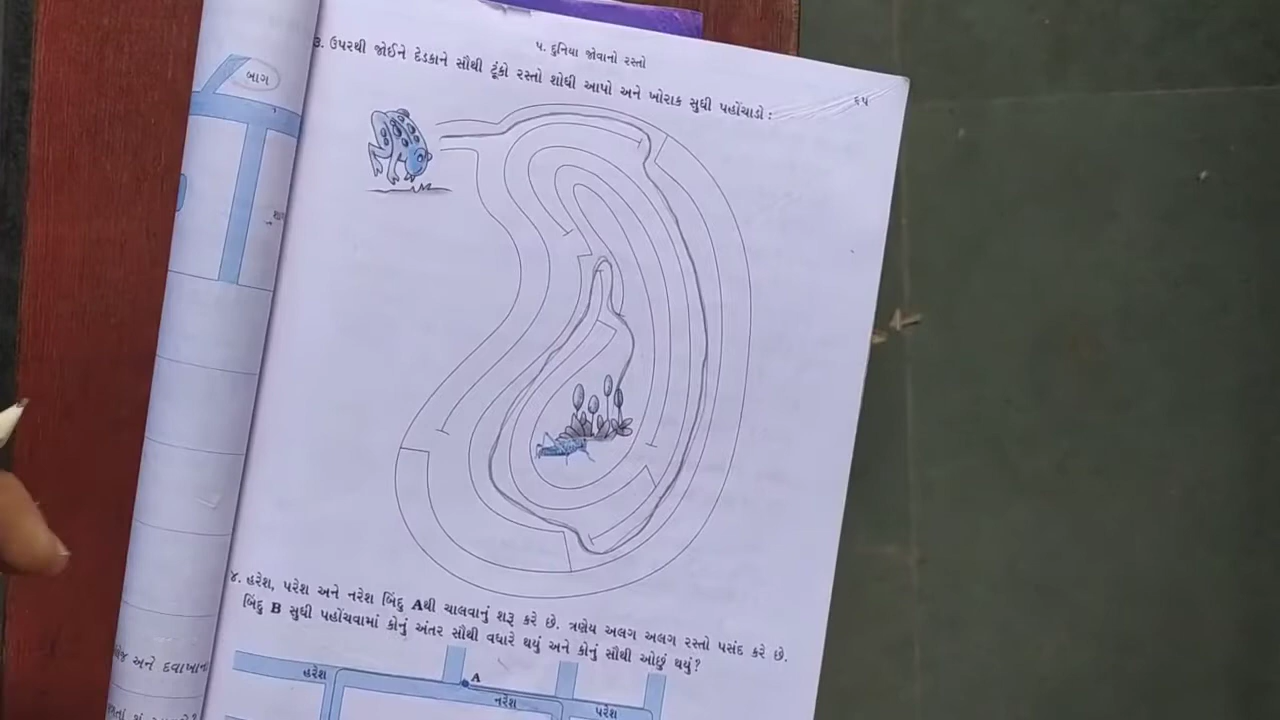 બાગ
૫. દુનિયા જોવાનો રસ્તો
૬૫
૩. ઉપરથી જોઈને દેડકાને સૌથી ટૂંકો રસ્તો શોધી આપો અને ખોરાક સુધી પહોંચાડો :
૪. હરેશ, પરેશ અને નરેશ બિંદુ Aથી ચાલવાનું શરૂ કરે છે. ત્રણેય અલગ અલગ રસ્તો પસંદ કરે છે.
બિંદુ B સુધી પહોંચવામાં કોનું અંતર સૌથી વધારે થયું અને કોનું સૌથી ઓછું થયું?
અને દવાખાના
હરેશ
A
નરેશ
પરેશ